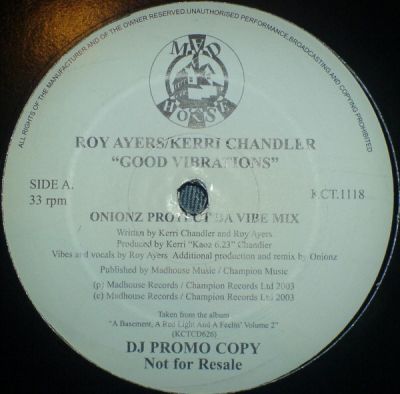 ALL RIGHTS OF THE MANUFACTURER AND OF THE OWNER RESERVED.UNAUTHORISED PERFORMANCE,BROADCASTING AND COPYING PROHIBITED
MAD
HOUSE
ROY AYERS/KERRI CHANDLER
“GOOD VIBRATIONS”
SIDE A.
33 rpm
KCT.1118
ONIONZ PROTECT DA VIBE MIX
Written by Kerri Chandler and Roy Ayers.
Produced by Kerri “Kaoz 6.23” Chandler
Vibes and vocals by Roy Ayers Additional production and remix by Onionz
Published by Madhouse Music / Champion Music
(p) Madhouse Records / Champion Records Ltd 2003
(c) Madhouse Records / Champion Records Ltd 2003
Taken from the album
“A Basement, A Red Light And A Feelin' Volume 2”
(KCTCD626)
DJ PROMO COPY
Not for Resale